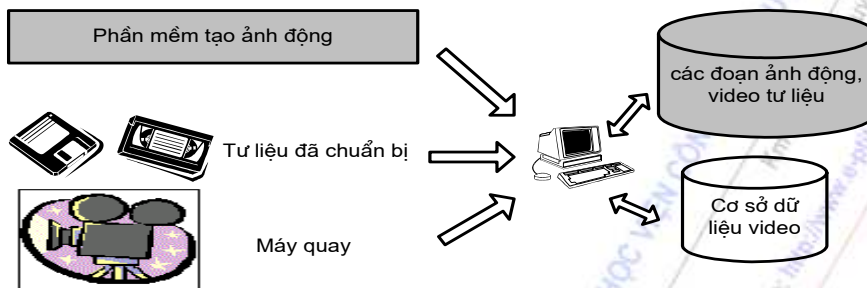 Phần mềm tạo ảnh động
các đoạn ảnh động,
video tư liệu
Tư liệu đã chuẩn bị
Cơ sở dữ
liệu video
Máy quay